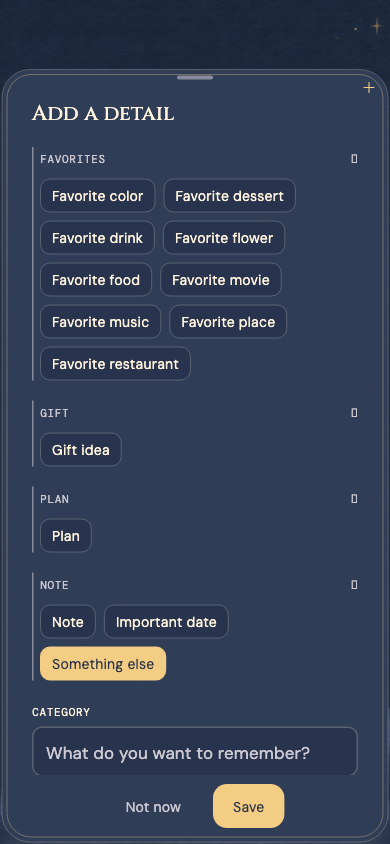 Add a detail
FAVORITES
Favorite color
Favorite dessert
Favorite drink
Favorite flower
Favorite food
Favorite movie
Favorite music
Favorite place
Favorite restaurant
GIFT
Gift idea
PLAN
Plan
NOTE
Note
Important date
Something else
CATEGORY
What do you want to remember?
Not now
Save